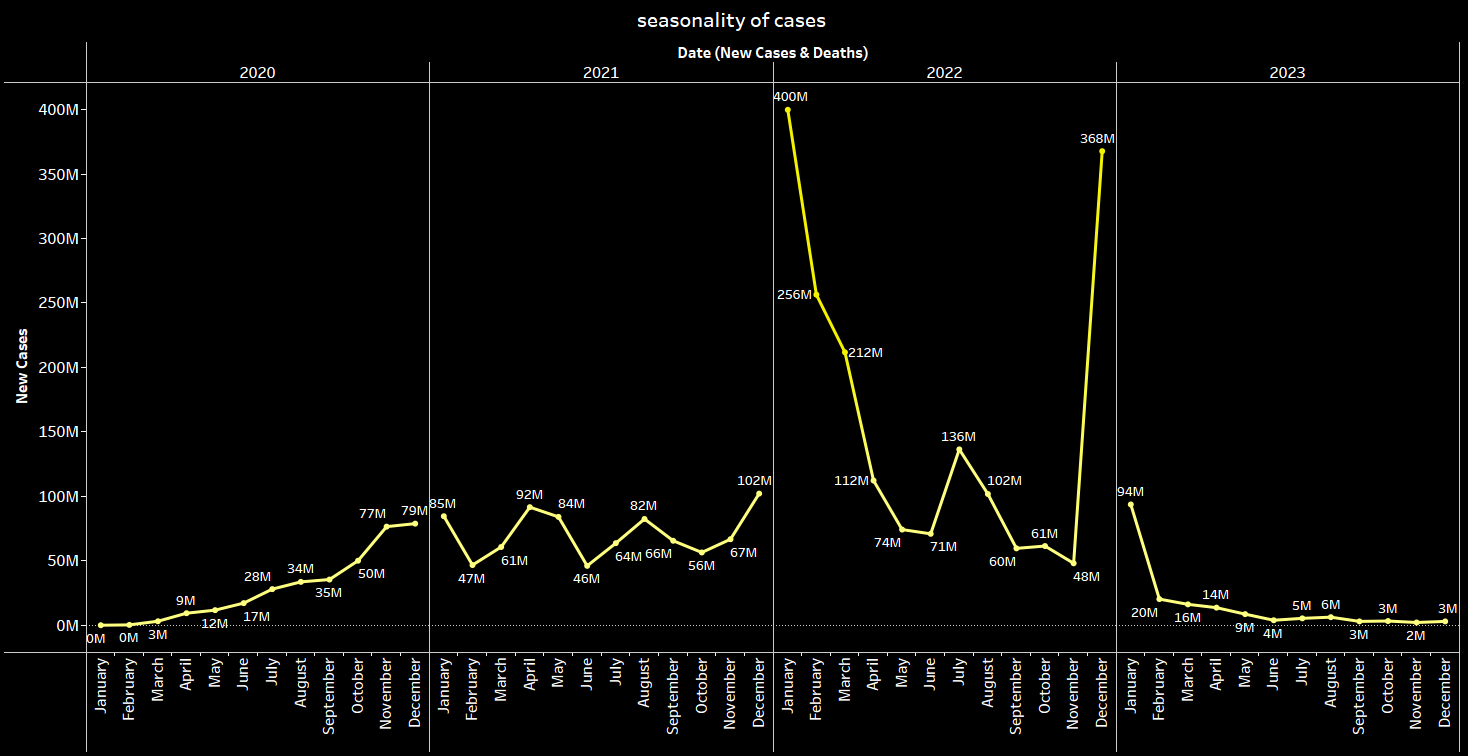 seasonality of cases
Date (New Cases & Deaths)
2020 2021 2022 2023
New Cases
400M
350M
300M
250M
200M
150M
100M
50M
0M
0M 0M 3M 9M 12M 17M 28M 34M 35M 50M 77M 79M
85M 47M 61M 92M 84M 46M 64M 82M 66M 56M 67M 102M
400M 256M 212M 112M 74M 71M 136M 102M 60M 61M 48M 368M
94M 20M 16M 14M 9M 4M 5M 6M 3M 3M 2M 3M
January February March April May June July August September October November December
January February March April May June July August September October November December
January February March April May June July August September October November December
January February March April May June July August September October November December